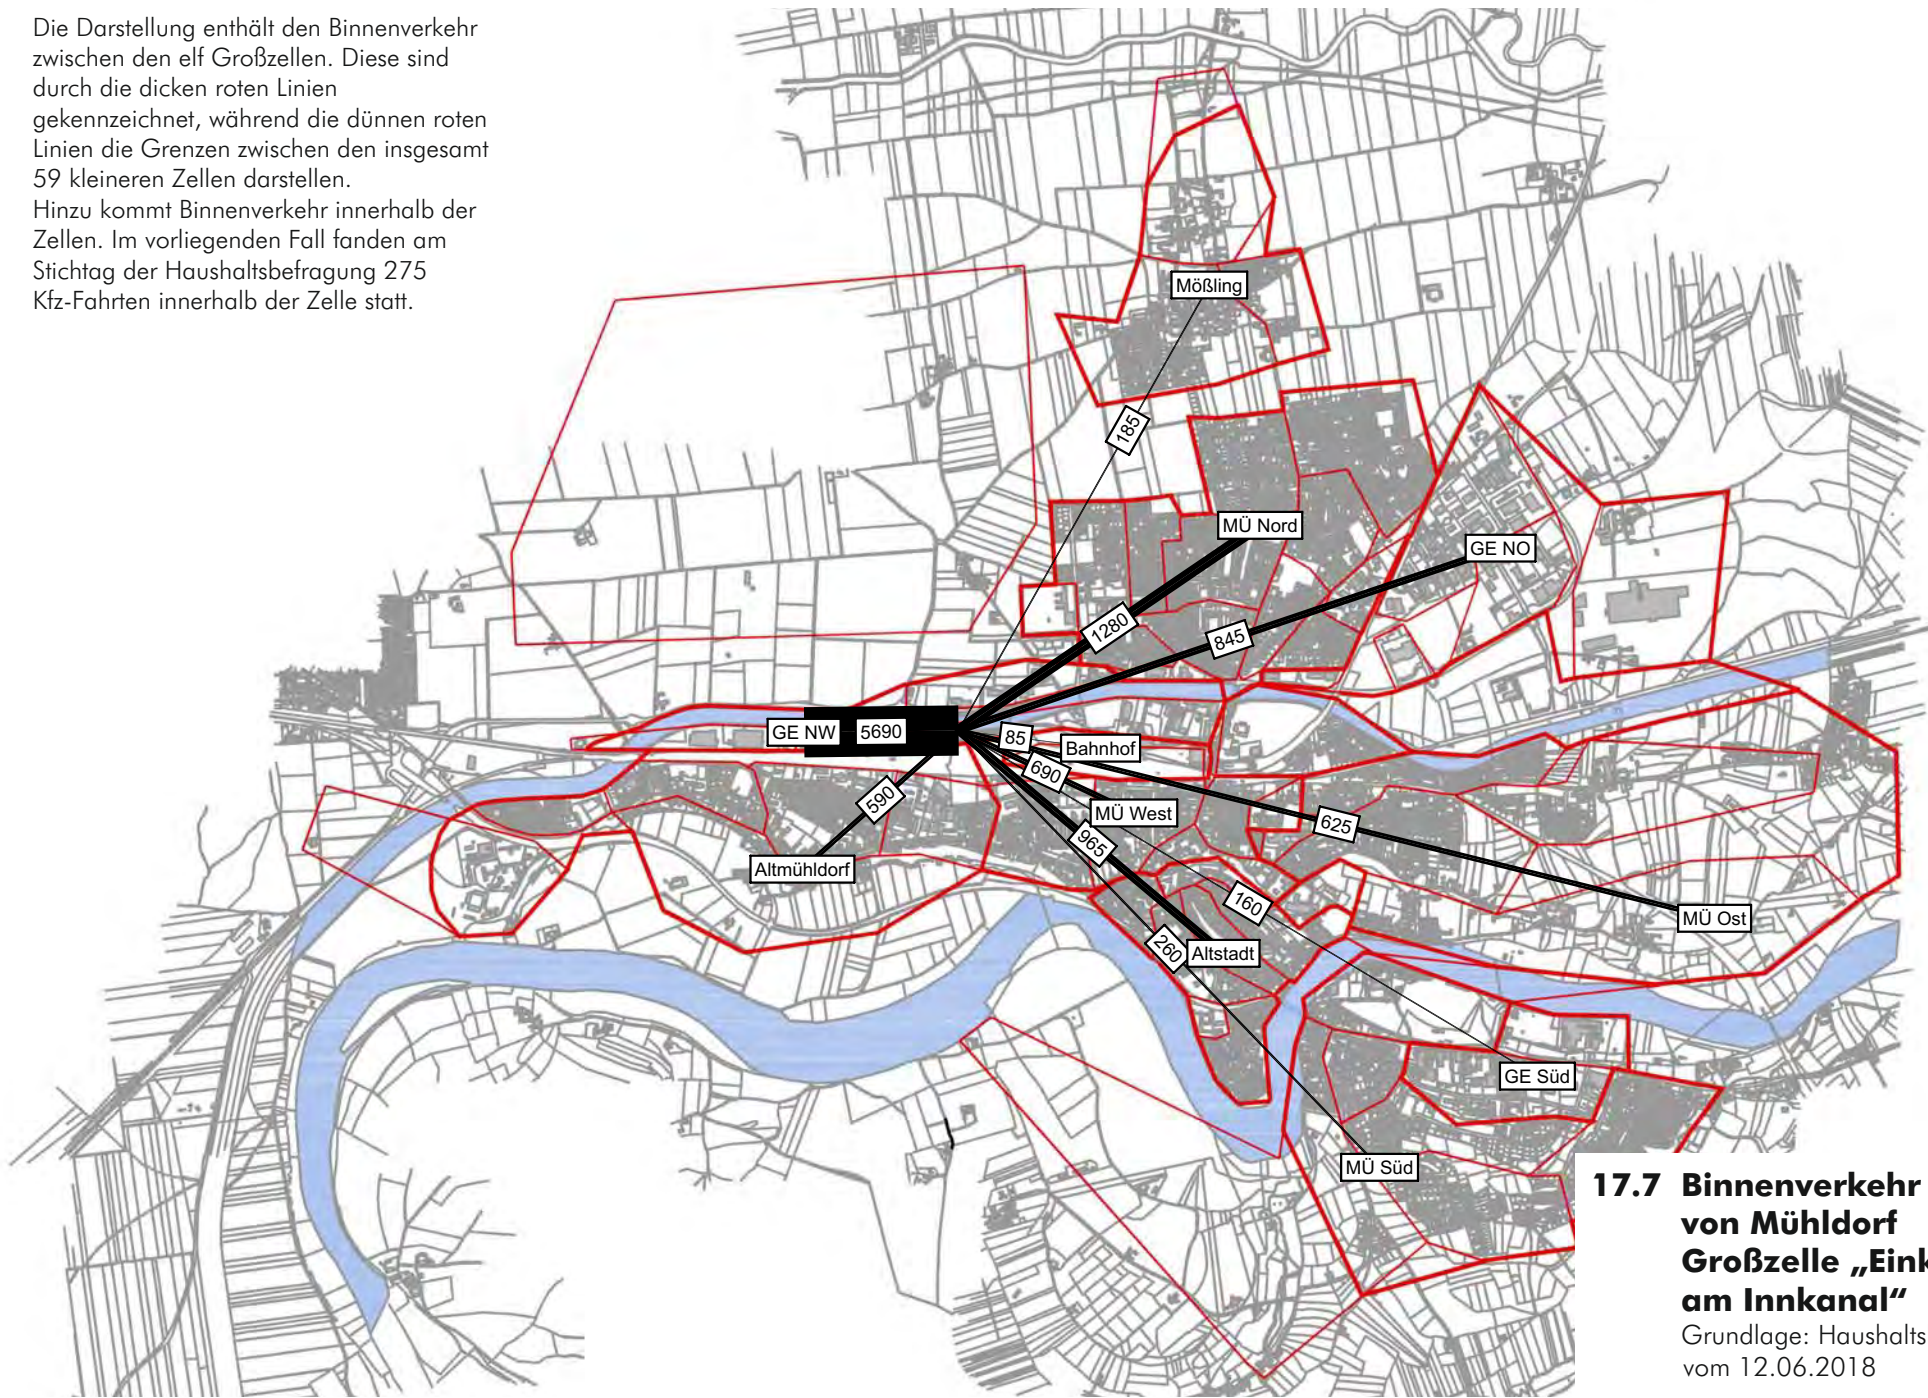 Die Darstellung enthält den Binnenverkehr
zwischen den elf Großzellen. Diese sind
durch die dicken roten Linien
gekennzeichnet, während die dünnen roten
Linien die Grenzen zwischen den insgesamt
59 kleineren Zellen darstellen.
Hinzu kommt Binnenverkehr innerhalb der
Zellen. Im vorliegenden Fall fanden am
Stichtag der Haushaltsbefragung 275
Kfz-Fahrten innerhalb der Zelle statt.
Mößling
185
MÜ Nord
GE NO
1280
845
GE NW
5690
85
Bahnhof
690
590
MÜ West
625
965
Altmühldorf
160
MÜ Ost
260
Altstadt
GE Süd
MÜ Süd
17.7 Binnenverkehr
von Mühldorf
Großzelle „Eink
am Innkanal“
Grundlage: Haushalts
vom 12.06.2018